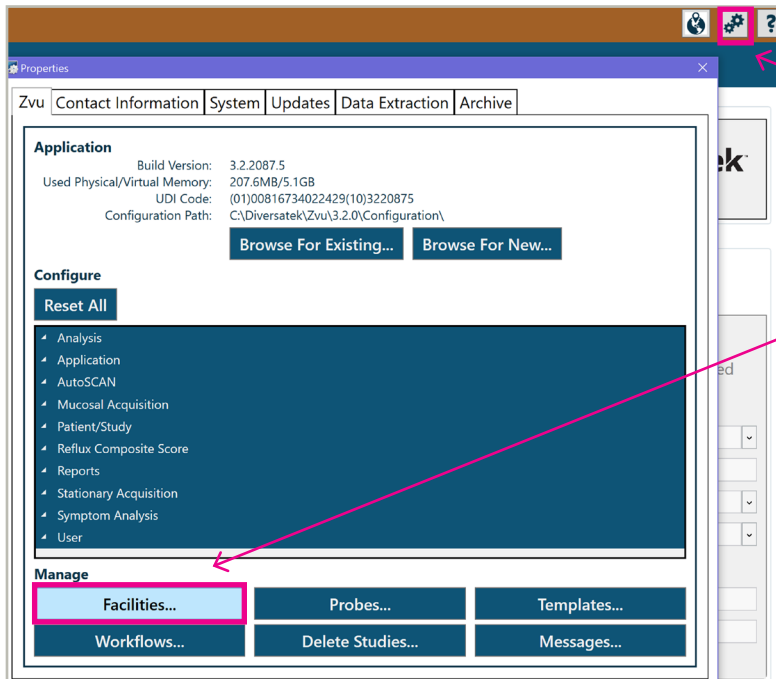 ?
Properties
Zvu Contact Information System Updates Data Extraction Archive
Application
Build Version: 3.2.2087.5
Used Physical/Virtual Memory: 207.6MB/5.1GB
UDI Code: (01)00816734022429(10)3220875
Configuration Path: C:\Diversatek\Zvu\3.2.0\Configuration\
Browse For Existing... Browse For New...
Configure
Reset All
Analysis
Application
AutoSCAN
Mucosal Acquisition
Patient/Study
Reflux Composite Score
Reports
Stationary Acquisition
Symptom Analysis
User
Manage
Facilities... Probes... Templates...
Workflows... Delete Studies... Messages...